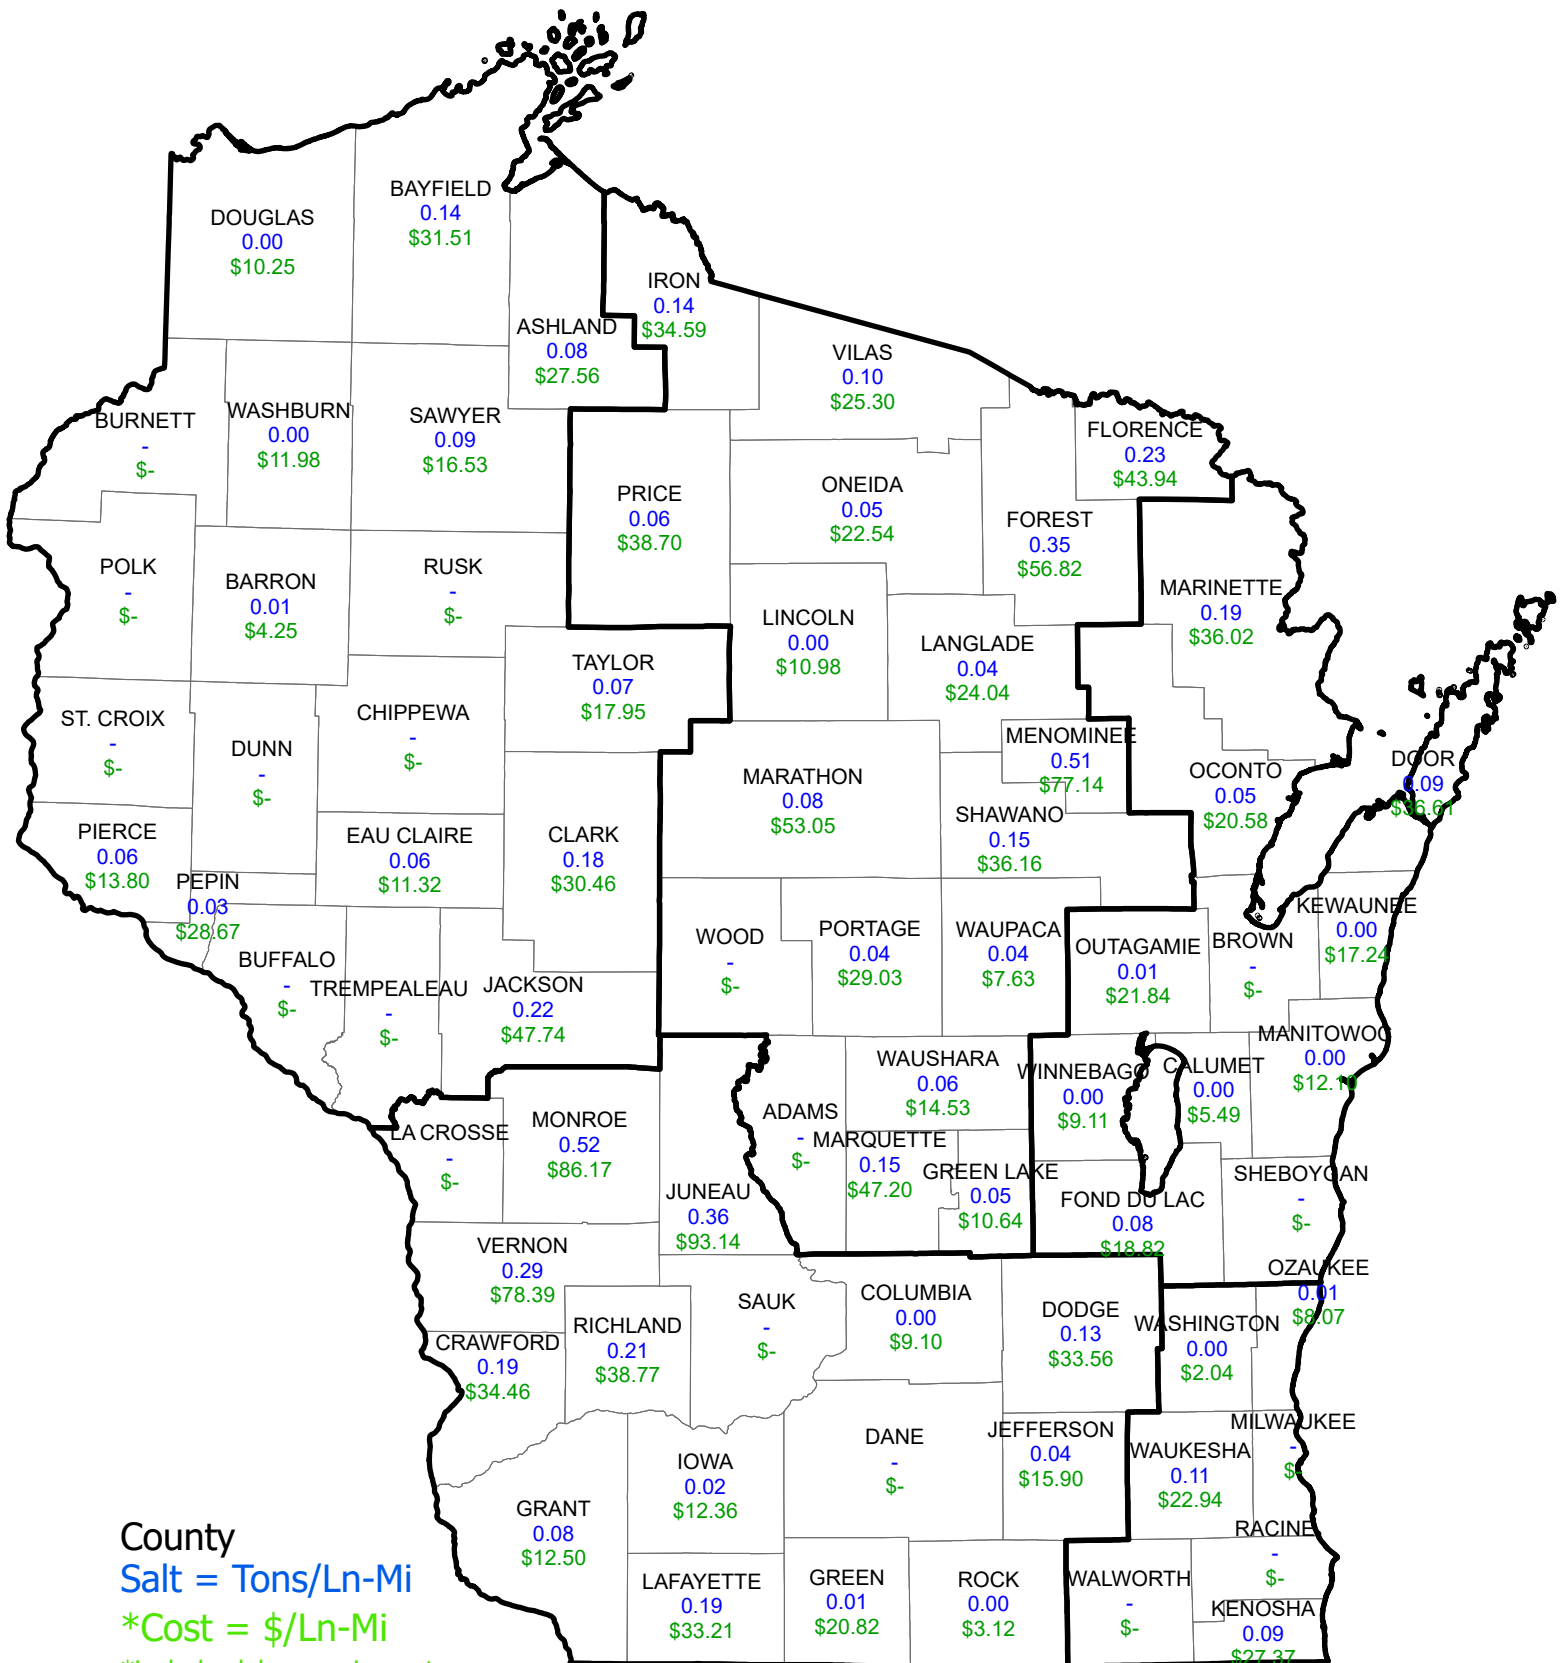 BAYFIELD
0.14
$31.51
DOUGLAS
0.00
$10.25
IRON
0.14
$34.59
ASHLAND
0.08
$27.56
VILAS
0.10
$25.30
BURNETT
-
$-
WASHBURN
0.00
$11.98
SAWYER
0.09
$16.53
FLORENCE
0.23
$43.94
PRICE
0.06
$38.70
ONEIDA
0.05
$22.54
FOREST
0.35
$56.82
POLK
-
$-
BARRON
0.01
$4.25
RUSK
-
$-
MARINETTE
0.19
$36.02
LINCOLN
0.00
$10.98
LANGLADE
0.04
$24.04
TAYLOR
0.07
$17.95
ST. CROIX
-
$-
DUNN
-
$-
CHIPPEWA
-
$-
MENOMINEE
0.51
$77.14
MARATHON
0.08
$53.05
OCONTO
0.05
$20.58
DOOR
0.09
$36.61
SHAWANO
0.15
$36.16
PIERCE
0.06
$13.80
EAU CLAIRE
0.06
$11.32
CLARK
0.18
$30.46
PEPIN
0.03
$28.67
KEWAUNEE
0.00
$17.24
WOOD
-
$-
PORTAGE
0.04
$29.03
WAUPACA
0.04
$7.63
OUTAGAMIE
0.01
$21.84
BROWN
-
$-
BUFFALO
-
$-
TREMPEALEAU
-
$-
JACKSON
0.22
$47.74
MANITOWOC
0.00
$12.10
WAUSHARA
0.06
$14.53
WINNEBAGO
0.00
$9.11
CALUMET
0.00
$5.49
ADAMS
-
$-
LA CROSSE
-
$-
MONROE
0.52
$86.17
MARQUETTE
0.15
$47.20
GREEN LAKE
0.05
$10.64
JUNEAU
0.36
$93.14
FOND DU LAC
0.08
$18.82
SHEBOYGAN
-
$-
VERNON
0.29
$78.39
OZAUKEE
0.01
$8.07
SAUK
-
$-
COLUMBIA
0.00
$9.10
DODGE
0.13
$33.56
WASHINGTON
0.00
$2.04
RICHLAND
0.21
$38.77
CRAWFORD
0.19
$34.46
DANE
-
$-
JEFFERSON
0.04
$15.90
MILWAUKEE
-
$-
WAUKESHA
0.11
$22.94
IOWA
0.02
$12.36
GRANT
0.08
$12.50
RACINE
-
$-
LAFAYETTE
0.19
$33.21
GREEN
0.01
$20.82
ROCK
0.00
$3.12
WALWORTH
-
$-
KENOSHA
0.09
$27.37
County
Salt = Tons/Ln-Mi
*Cost = $/Ln-Mi